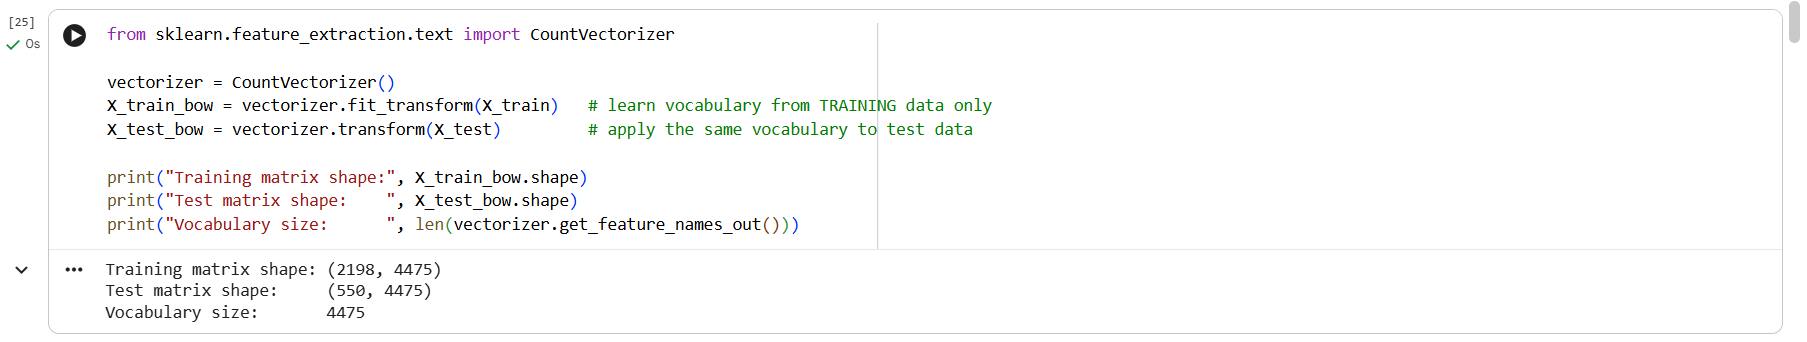 [25]
0s
from sklearn.feature_extraction.text import CountVectorizer
vectorizer = CountVectorizer()
X_train_bow = vectorizer.fit_transform(X_train)   # learn vocabulary from TRAINING data only
X_test_bow = vectorizer.transform(X_test)         # apply the same vocabulary to test data
print("Training matrix shape:", X_train_bow.shape)
print("Test matrix shape:    ", X_test_bow.shape)
print("Vocabulary size:      ", len(vectorizer.get_feature_names_out()))
Training matrix shape: (2198, 4475)
Test matrix shape:     (550, 4475)
Vocabulary size:       4475